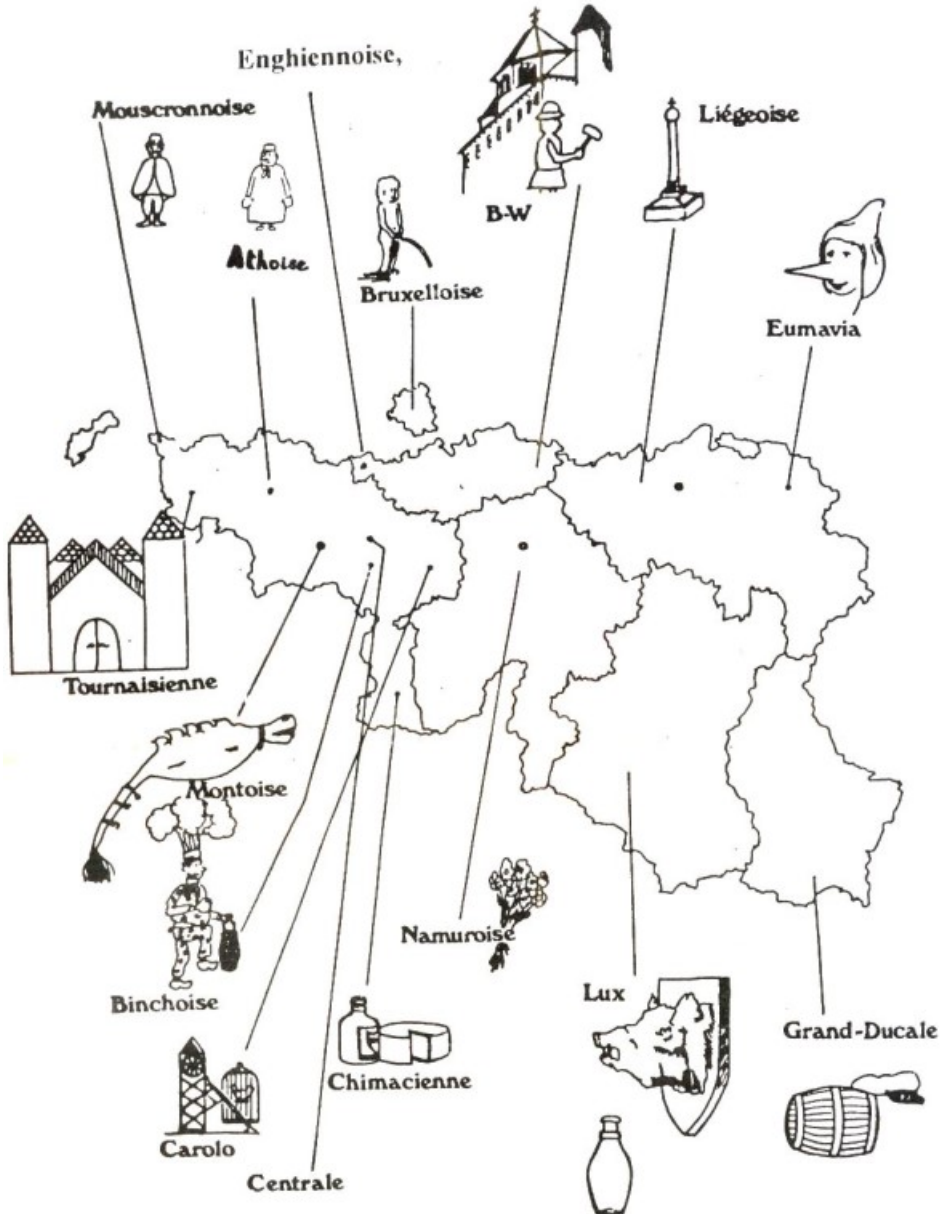 Enghiennoise,
Mouscronnoise
Liégeoise
B-W
Athoise
Bruxelloise
Eumavia
Tournaisienne
Montoise
Namuroise
Binchoise
Lux
Grand-Ducale
Chimacienne
Carolo
Centrale